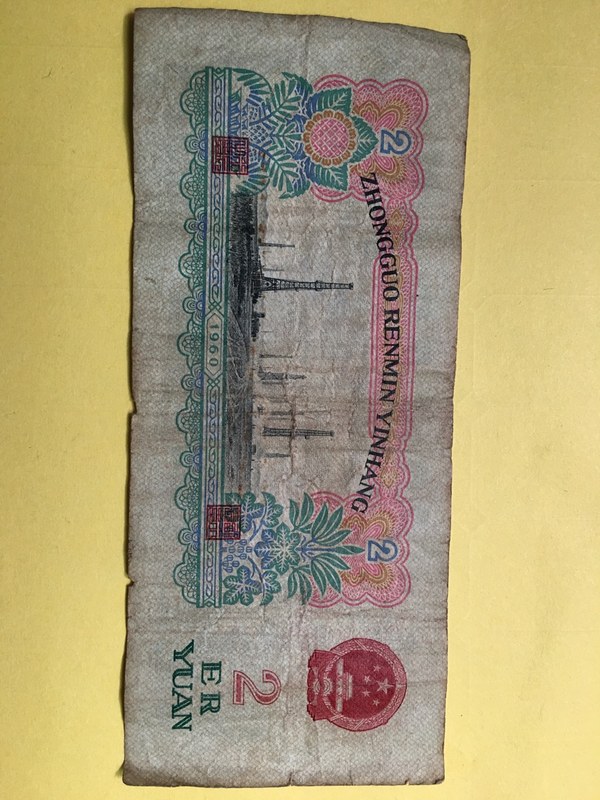 2
2
ZHONGGUO RENMIN YINHANG
1960
2
ER
YUAN